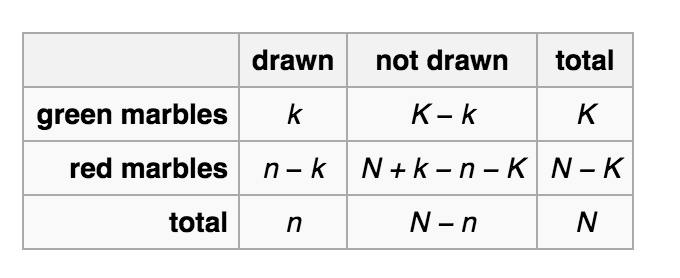 drawn not drawn total
green marbles k K – k K
red marbles n – k N + k – n – K N – K
total n N – n N